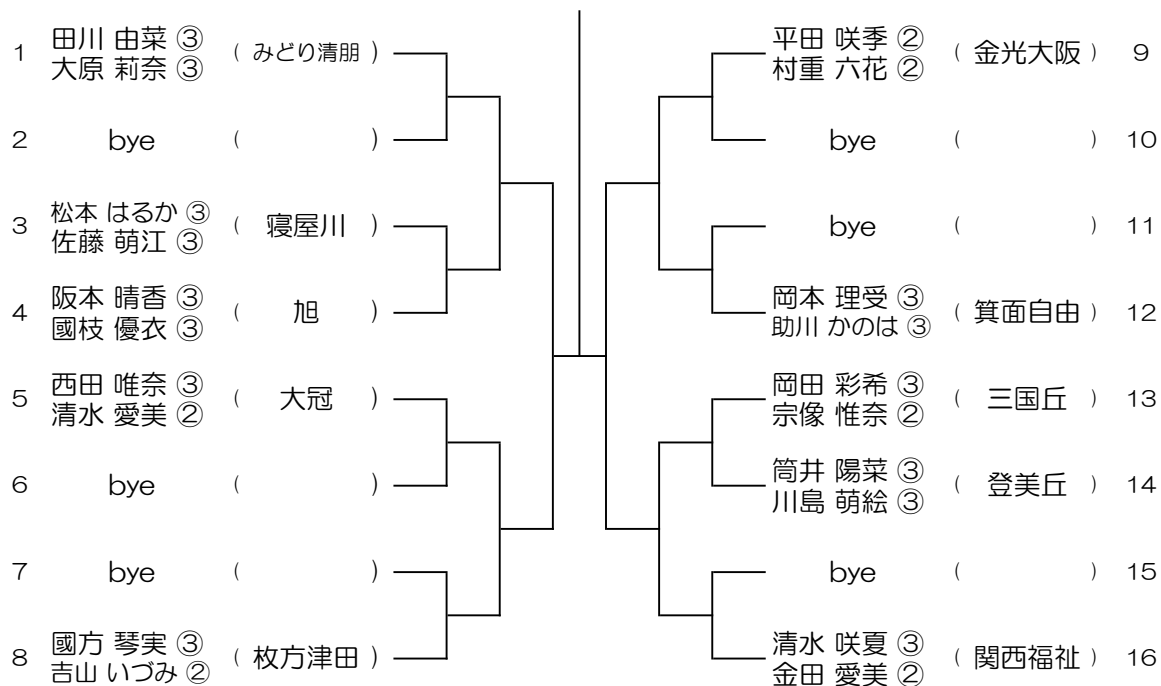 1 田川 由菜 ③ ( みどり清朋 )
大原 莉奈 ③
2 bye ( )
3 松本 はるか ③ ( 寝屋川 )
佐藤 萌江 ③
4 阪本 晴香 ③ ( 旭 )
國枝 優衣 ③
5 西田 唯奈 ③ ( 大冠 )
清水 愛美 ②
6 bye ( )
7 bye ( )
8 國方 琴実 ③ ( 枚方津田 )
吉山 いづみ ②
平田 咲季 ② ( 金光大阪 ) 9
村重 六花 ②
bye ( ) 10
bye ( ) 11
岡本 理受 ③ ( 箕面自由 ) 12
助川 かのは ③
岡田 彩希 ③ ( 三国丘 ) 13
宗像 惟奈 ②
筒井 陽菜 ③ ( 登美丘 ) 14
川島 萌絵 ③
bye ( ) 15
清水 咲夏 ③ ( 関西福祉 ) 16
金田 愛美 ②